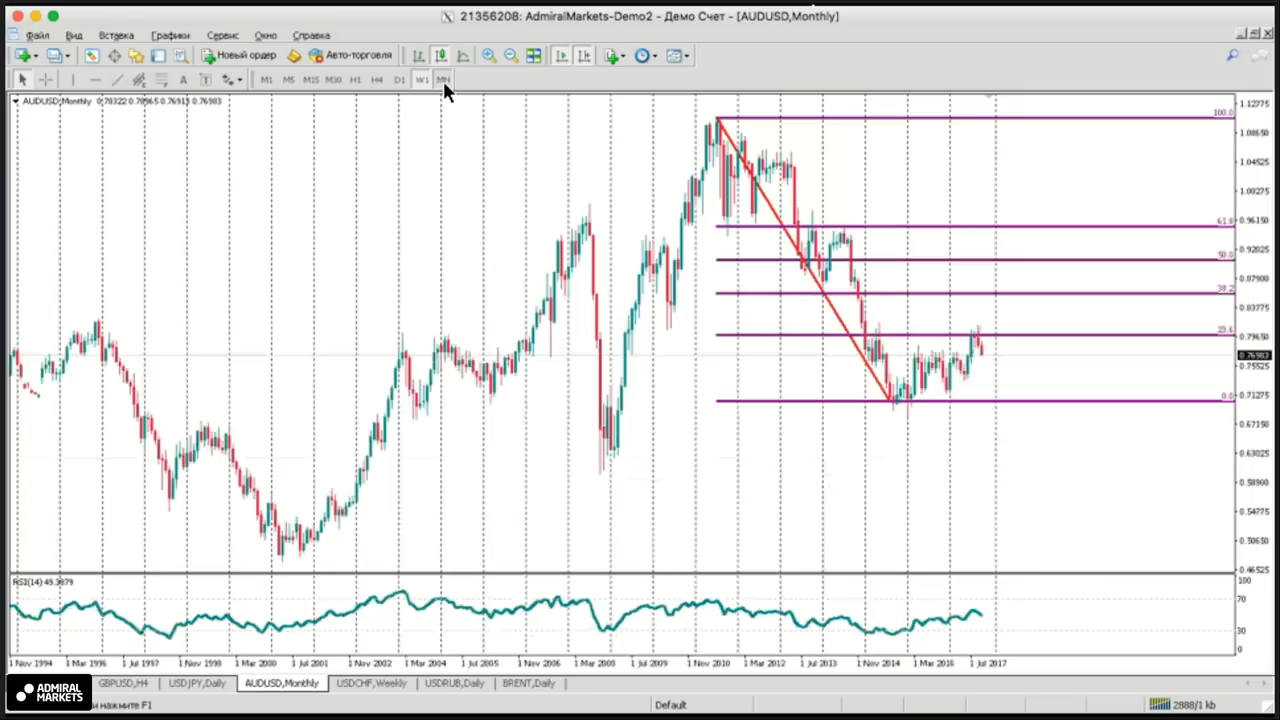 21356208: AdmiralMarkets-Demo2 - Демо Счет - [AUDUSD,Monthly]
Файл Вид Вставка Графики Сервис Окно Справка
Новый ордер Авто-торговля
A T M1 M5 M15 M30 H1 H4 D1 W1 MN
AUDUSD,Monthly 0.78322 0.78965 0.76913 0.76983
1.12775
100.0
1.08650
1.04525
1.00275
0.96150
61.8
0.92025
50.0
0.87900
38.2
0.83775
23.6
0.79650
0.76983
0.75525
0.71275
0.0
0.67150
0.63025
0.58900
0.54775
0.50650
0.46525
RSI(14) 49.3879
100
70
30
0
1 Nov 1994 1 Mar 1996 1 Jul 1997 1 Nov 1998 1 Mar 2000 1 Jul 2001 1 Nov 2002 1 Mar 2004 1 Jul 2005 1 Nov 2006 1 Mar 2008 1 Jul 2009 1 Nov 2010 1 Mar 2012 1 Jul 2013 1 Nov 2014 1 Mar 2016 1 Jul 2017
GBPUSD,H4 USDJPY,Daily AUDUSD,Monthly USDCHF,Weekly USDRUB,Daily BRENT,Daily
ADMIRAL
MARKETS
нажмите F1 Default 2888/1 kb